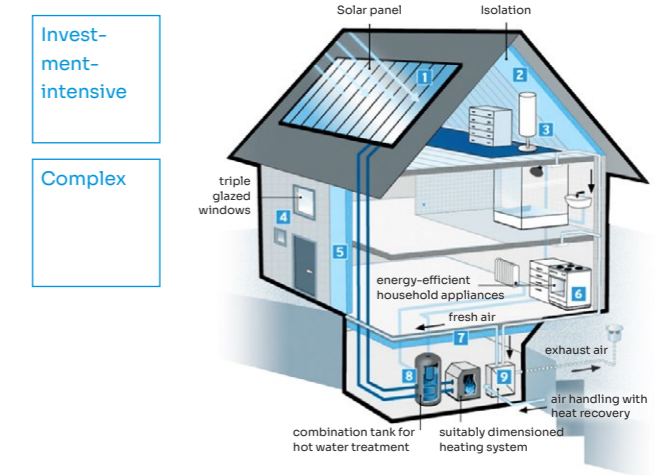 Invest-
ment-
intensive
Complex
Solar panel
Isolation
1
2
3
triple
glazed
windows
4
5
energy-efficient
household appliances
6
fresh air
7
exhaust air
8
9
air handling with
heat recovery
combination tank for
hot water treatment
suitably dimensioned
heating system